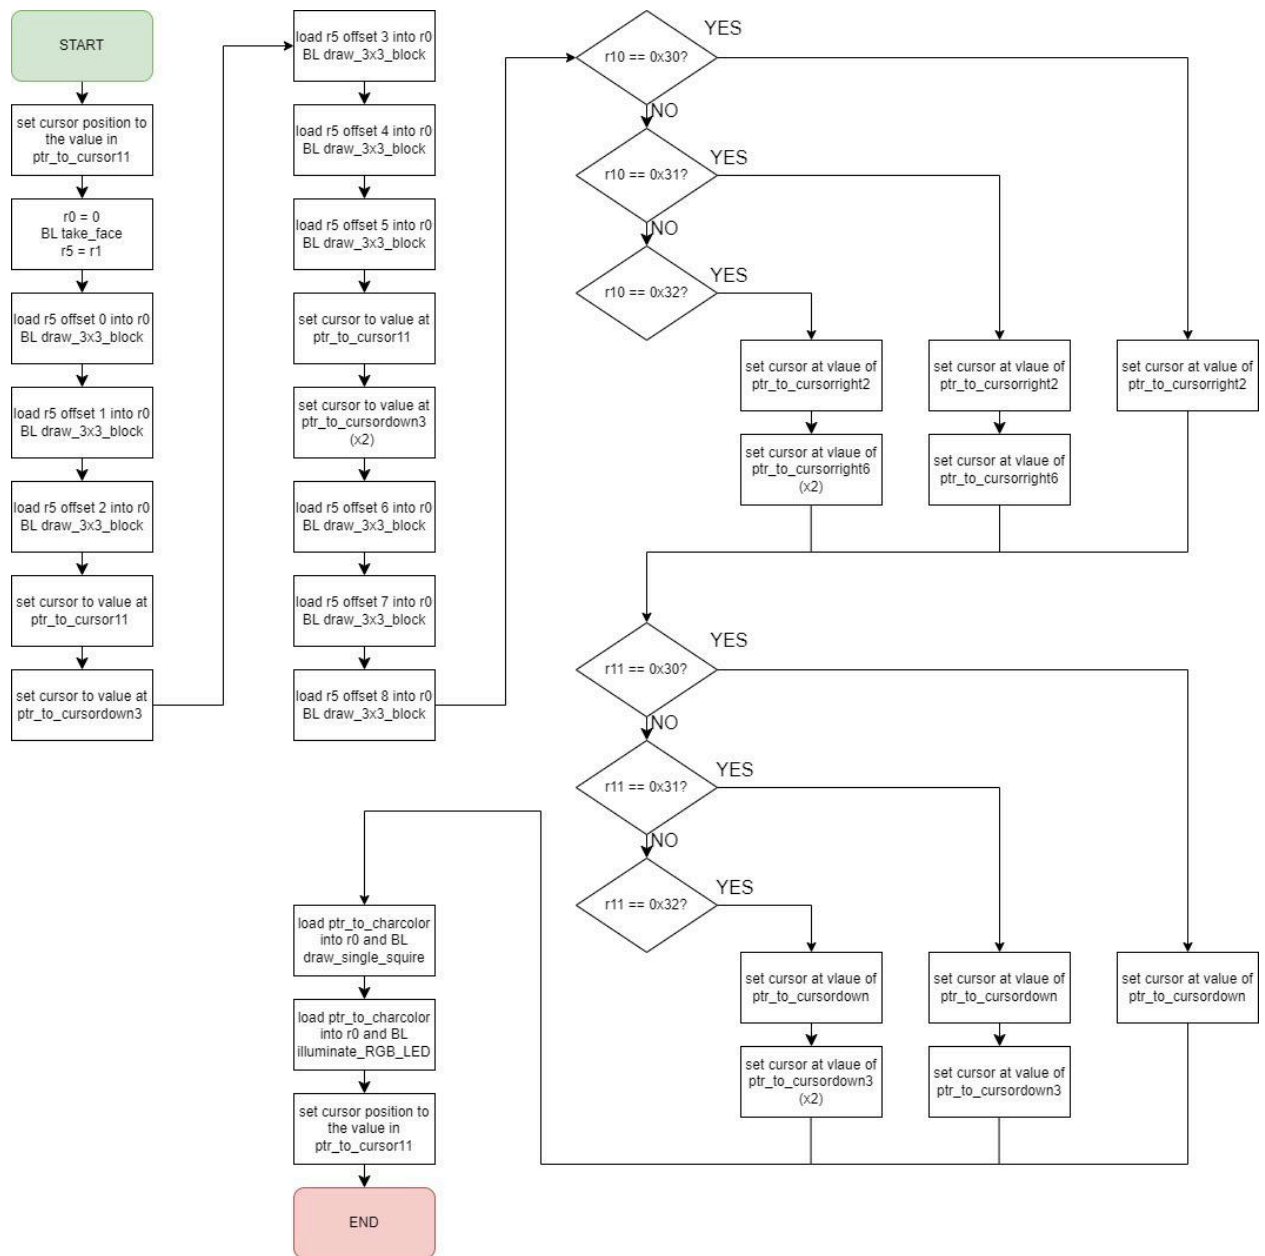 START
set cursor position to
the value in
ptr_to_cursor11
r0 = 0
BL take_face
r5 = r1
load r5 offset 0 into r0
BL draw_3x3_block
load r5 offset 1 into r0
BL draw_3x3_block
load r5 offset 2 into r0
BL draw_3x3_block
set cursor to value at
ptr_to_cursor11
set cursor to value at
ptr_to_cursordown3
load r5 offset 3 into r0
BL draw_3x3_block
load r5 offset 4 into r0
BL draw_3x3_block
load r5 offset 5 into r0
BL draw_3x3_block
set cursor to value at
ptr_to_cursor11
set cursor to value at
ptr_to_cursordown3
(x2)
load r5 offset 6 into r0
BL draw_3x3_block
load r5 offset 7 into r0
BL draw_3x3_block
load r5 offset 8 into r0
BL draw_3x3_block
r10 == 0x30?
YES
NO
r10 == 0x31?
YES
NO
r10 == 0x32?
YES
set cursor at vlaue of
ptr_to_cursorright2
set cursor at vlaue of
ptr_to_cursorright6
(x2)
set cursor at vlaue of
ptr_to_cursorright2
set cursor at vlaue of
ptr_to_cursorright6
set cursor at value of
ptr_to_cursorright2
r11 == 0x30?
YES
NO
r11 == 0x31?
YES
NO
r11 == 0x32?
YES
set cursor at vlaue of
ptr_to_cursordown
set cursor at vlaue of
ptr_to_cursordown3
(x2)
set cursor at vlaue of
ptr_to_cursordown
set cursor at value of
ptr_to_cursordown3
set cursor at value of
ptr_to_cursordown
load ptr_to_charcolor
into r0 and BL
draw_single_squire
load ptr_to_charcolor
into r0 and BL
illuminate_RGB_LED
set cursor position to
the value in
ptr_to_cursor11
END